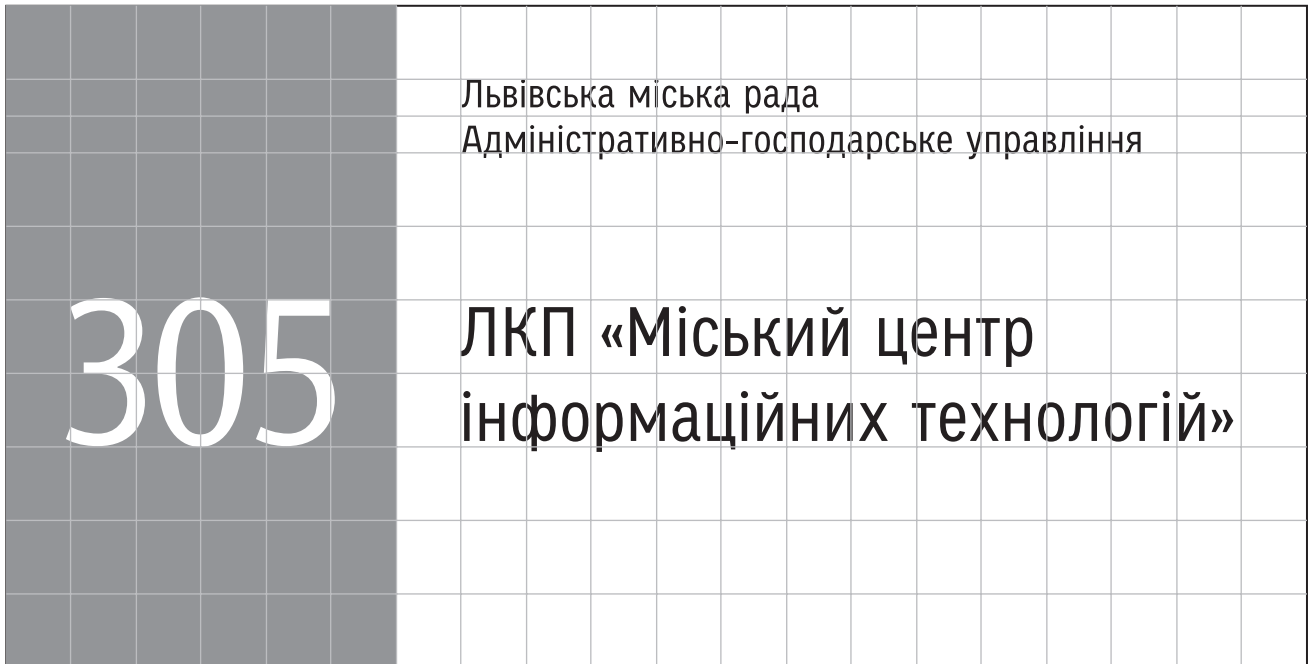 Львівська міська рада
Адміністративно-господарське управління
305
ЛКП «Міський центр
інформаційних технологій»